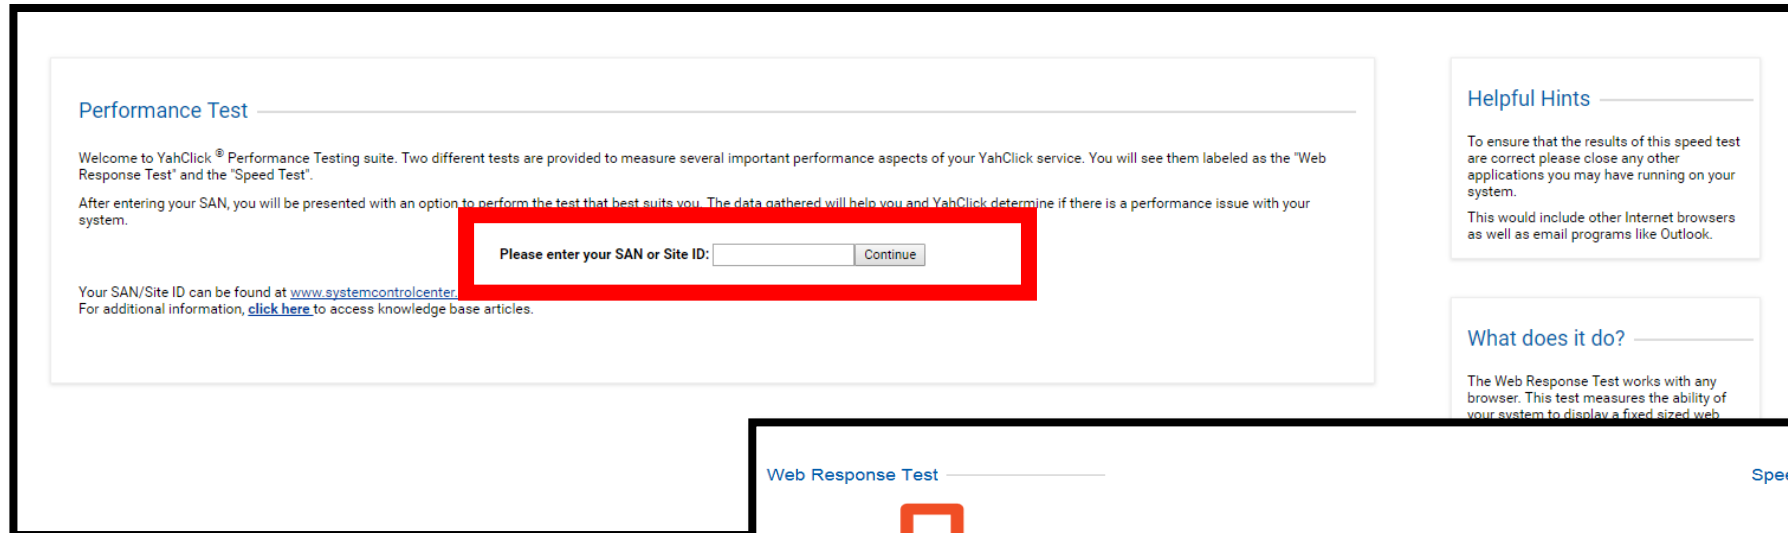 Performance Test
Welcome to YahClick ® Performance Testing suite. Two different tests are provided to measure several important performance aspects of your YahClick service. You will see them labeled as the "Web
Response Test" and the "Speed Test".
After entering your SAN, you will be presented with an option to perform the test that best suits you. The data gathered will help you and YahClick determine if there is a performance issue with your
system.
Please enter your SAN or Site ID:
Continue
Your SAN/Site ID can be found at www.systemcontrolcenter.
For additional information, click here to access knowledge base articles.
Helpful Hints
To ensure that the results of this speed test
are correct please close any other
applications you may have running on your
system.
This would include other Internet browsers
as well as email programs like Outlook.
What does it do?
The Web Response Test works with any
browser. This test measures the ability of
your system to display a fixed sized web
Web Response Test